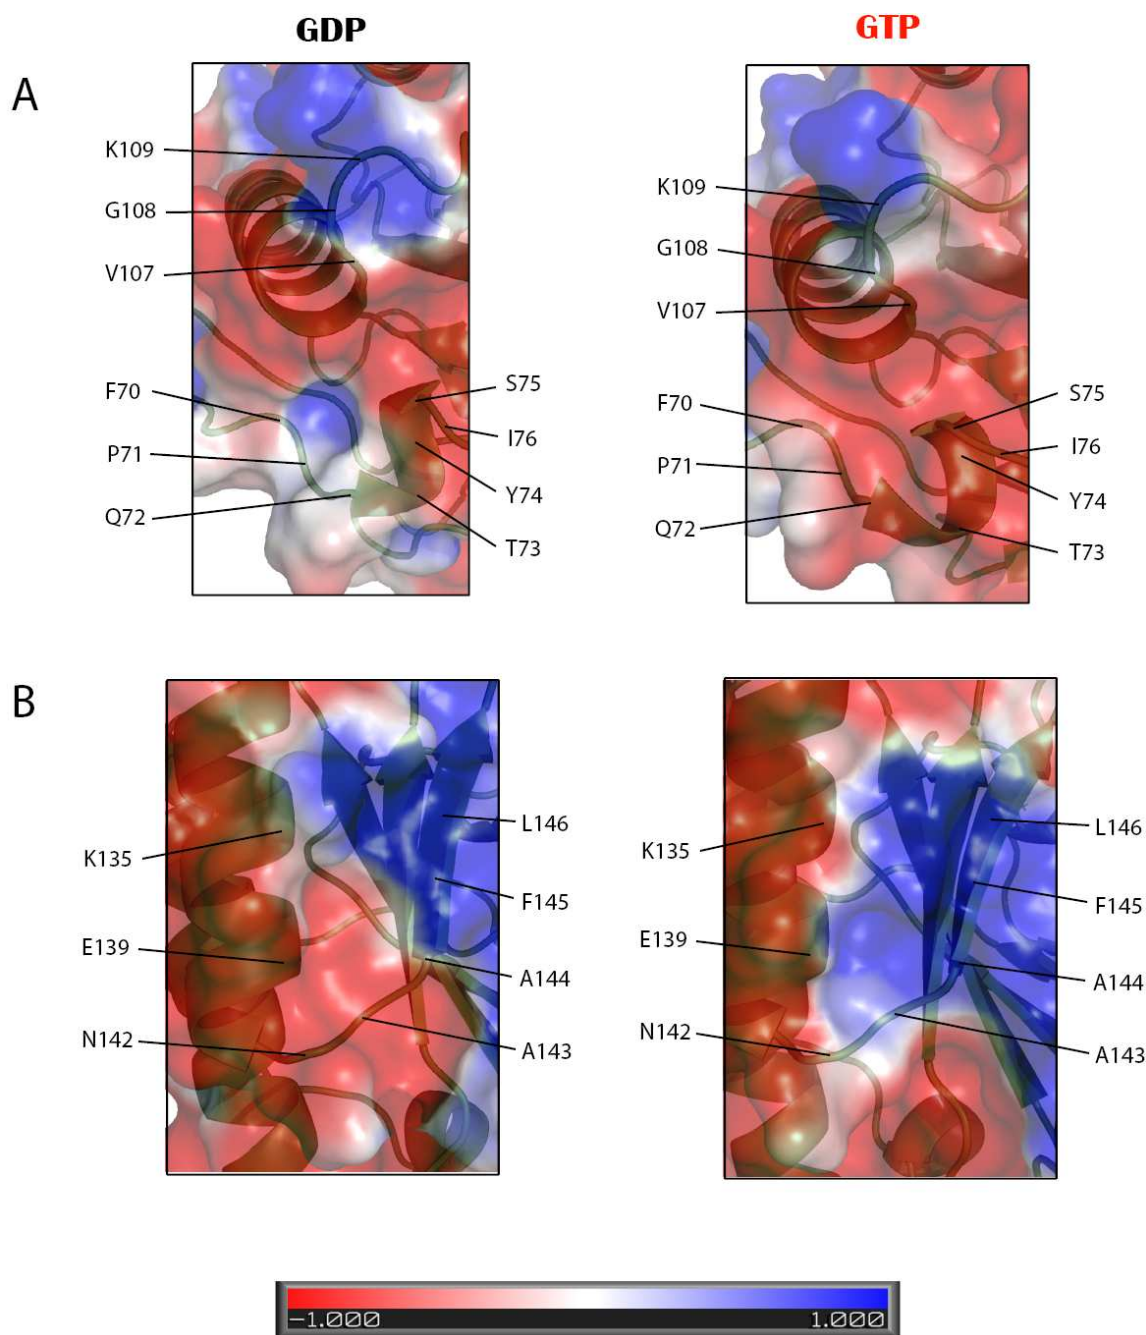 GDP GTP
A
K109
G108
V107
F70
P71
Q72
S75
I76
Y74
T73
K109
G108
V107
F70
P71
Q72
S75
I76
Y74
T73
B
K135
E139
N142
L146
F145
A144
A143
K135
E139
N142
L146
F145
A144
A143
-1.000 1.000